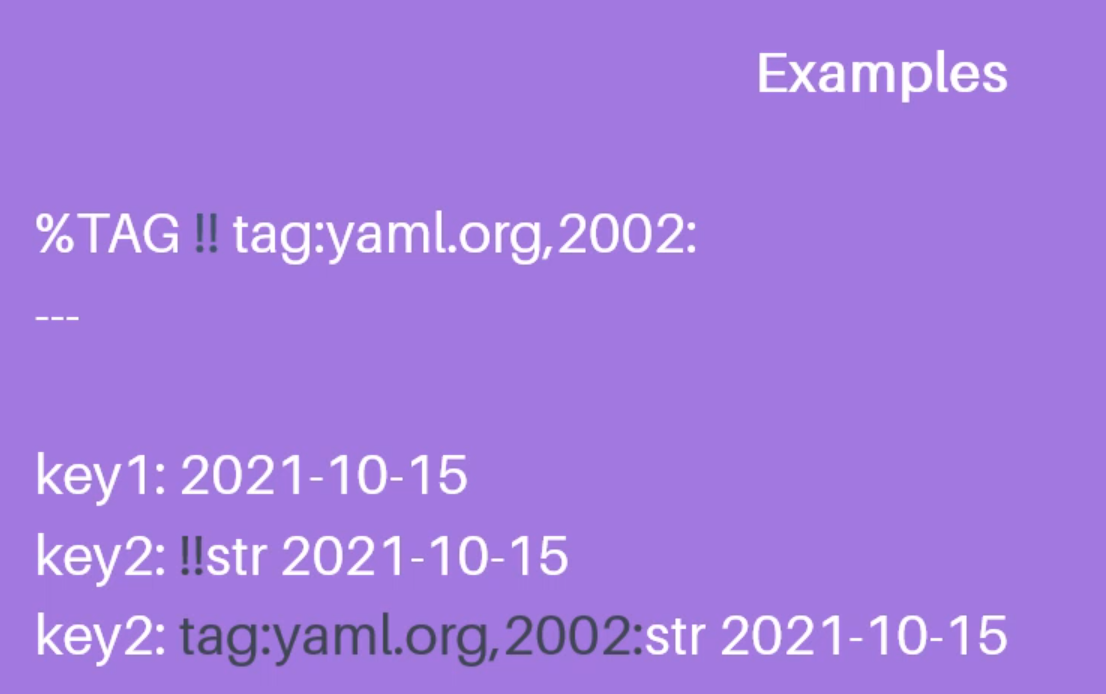 Examples
%TAG !! tag:yaml.org,2002:
---
key1: 2021-10-15
key2: !!str 2021-10-15
key2: tag:yaml.org,2002:str 2021-10-15